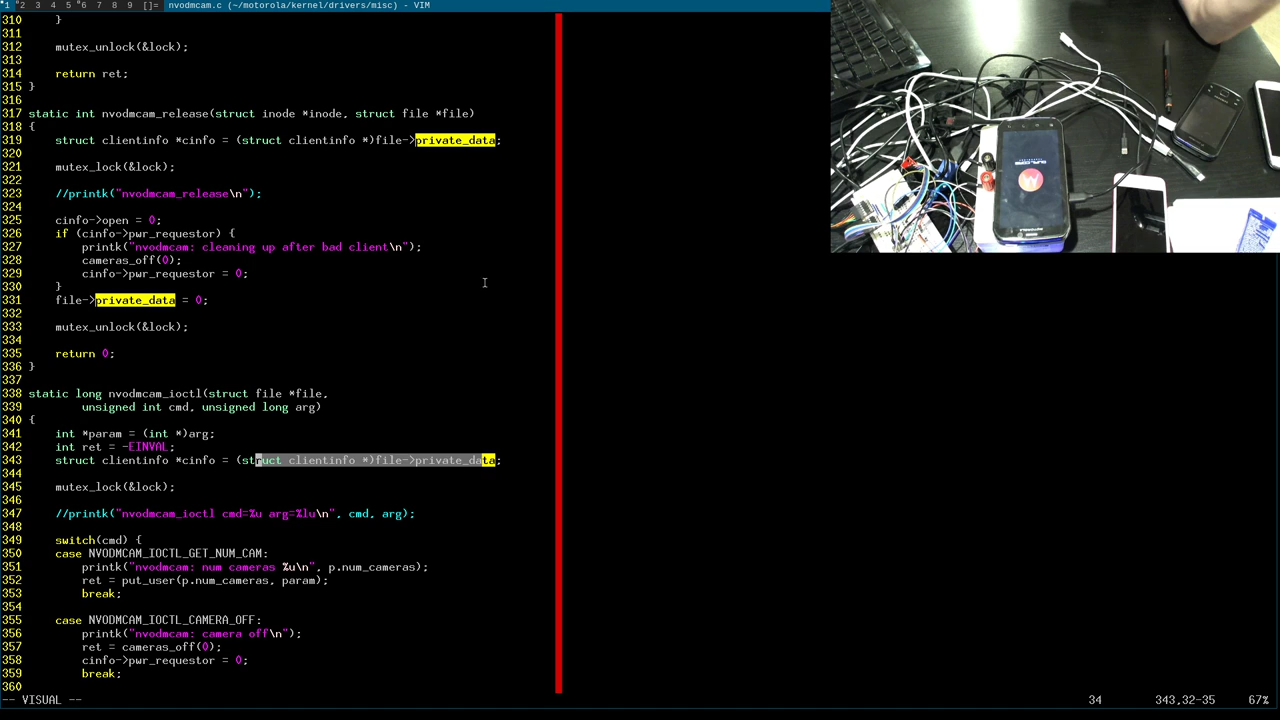 1 2 3 4 5 6 7 8 9 []= nvodmcam.c (~/motorola/kernel/drivers/misc) - VIM
310     }
311
312     mutex_unlock(&lock);
313
314     return ret;
315 }
316
317 static int nvodmcam_release(struct inode *inode, struct file *file)
318 {
319     struct clientinfo *cinfo = (struct clientinfo *)file->private_data;
320
321     mutex_lock(&lock);
322
323     //printk("nvodmcam_release\n");
324
325     cinfo->open = 0;
326     if (cinfo->pwr_requestor) {
327         printk("nvodmcam: cleaning up after bad client\n");
328         cameras_off(0);
329         cinfo->pwr_requestor = 0;
330     }
331     file->private_data = 0;
332
333     mutex_unlock(&lock);
334
335     return 0;
336 }
337
338 static long nvodmcam_ioctl(struct file *file,
339         unsigned int cmd, unsigned long arg)
340 {
341     int *param = (int *)arg;
342     int ret = -EINVAL;
343     struct clientinfo *cinfo = (struct clientinfo *)file->private_data;
344
345     mutex_lock(&lock);
346
347     //printk("nvodmcam_ioctl cmd=%u arg=%lu\n", cmd, arg);
348
349     switch(cmd) {
350     case NVODMCAM_IOCTL_GET_NUM_CAM:
351         printk("nvodmcam: num cameras %u\n", p.num_cameras);
352         ret = put_user(p.num_cameras, param);
353         break;
354
355     case NVODMCAM_IOCTL_CAMERA_OFF:
356         printk("nvodmcam: camera off\n");
357         ret = cameras_off(0);
358         cinfo->pwr_requestor = 0;
359         break;
360
-- VISUAL -- 34 343,32-35 67%